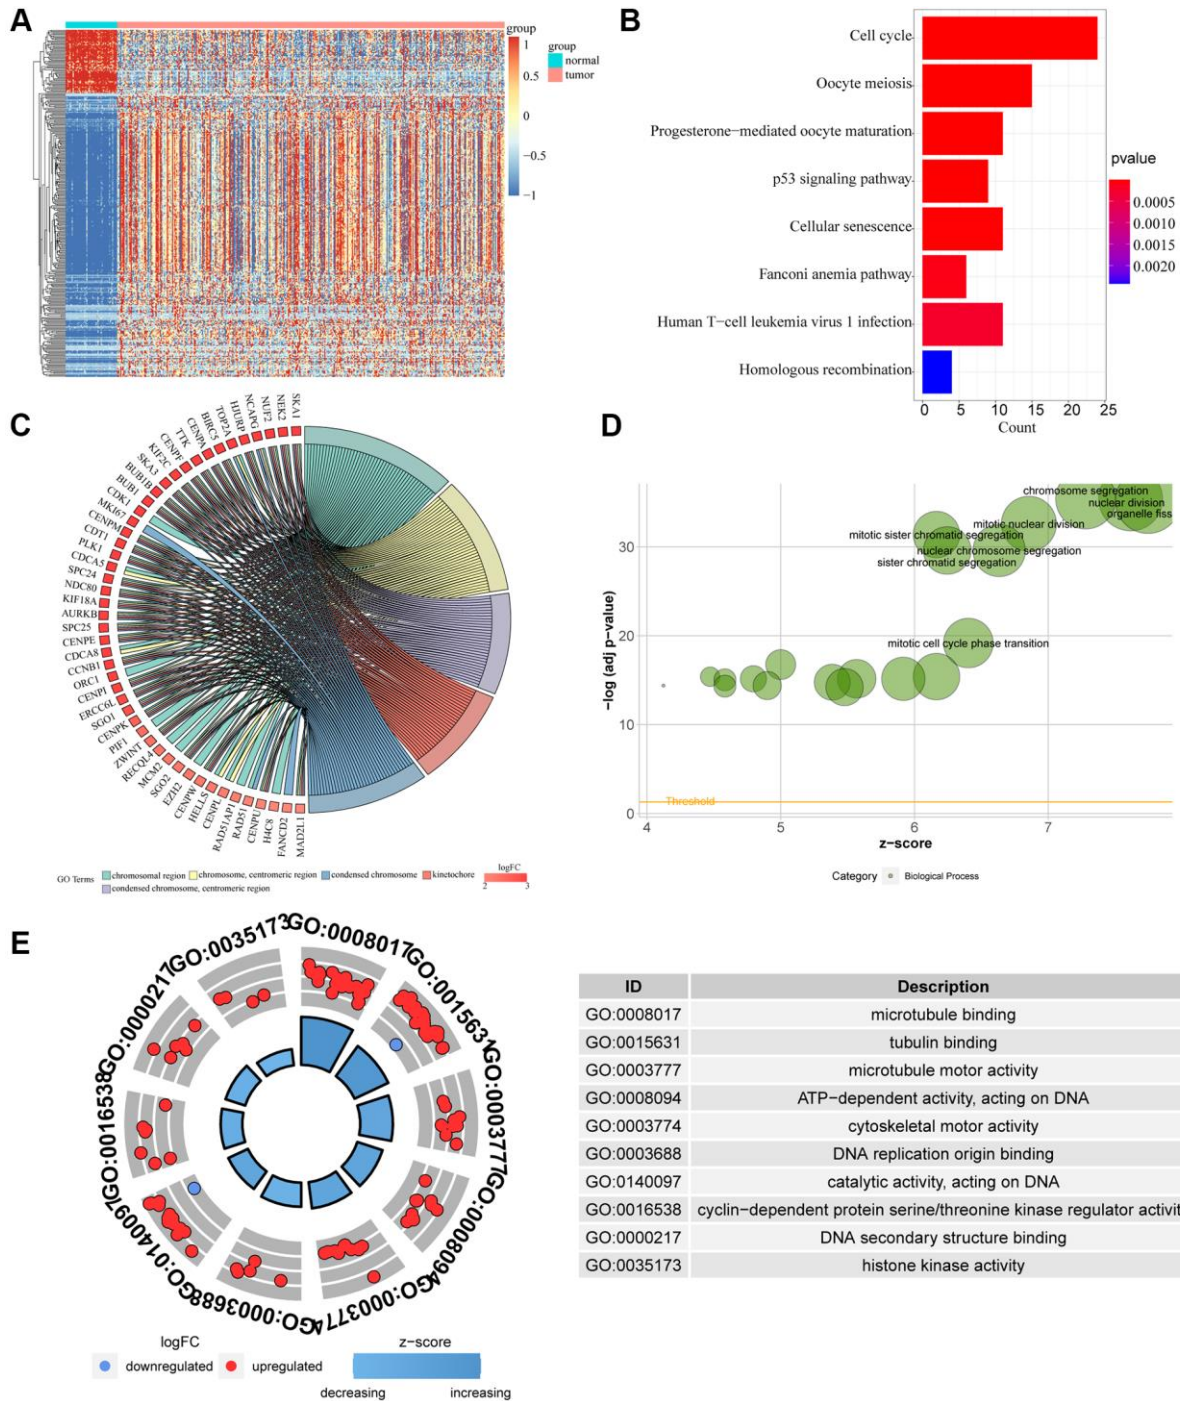 A
group
1
0.5
0
−0.5
−1
group
normal
tumor
B
Cell cycle
Oocyte meiosis
Progesterone−mediated oocyte maturation
p53 signaling pathway
Cellular senescence
Fanconi anemia pathway
Human T−cell leukemia virus 1 infection
Homologous recombination
0 5 10 15 20 25
Count
pvalue
0.0005
0.0010
0.0015
0.0020
C
SKA1
NEK2
NUF2
NCAPG
HJURP
TOP2A
BIRC5
CENPA
TTK
CENPF
KIF2C
SKA3
BUB1B
BUB1
CDK1
MKI67
CENPM
CDT1
PLK1
CDCA5
SPC24
NDC80
KIF18A
AURKB
SPC25
CENPE
CDCA8
CCNB1
ORC1
CENPI
ERCC6L
SGO1
CENPK
PIF1
ZWINT
RECQL4
MCM2
SGO2
EZH2
CENPW
HELLS
CENPL
RAD51AP1
RAD51
CENPU
H4C8
FANCD2
MAD2L1
GO Terms
chromosomal region
chromosome, centromeric region
condensed chromosome
kinetochore
condensed chromosome, centromeric region
logFC
2 3
D
chromosome segregation
nuclear division
organelle fiss
mitotic nuclear division
mitotic sister chromatid segregation
nuclear chromosome segregation
sister chromatid segregation
mitotic cell cycle phase transition
Threshold
−log (adj p−value)
30
20
10
0
4 5 6 7
z−score
Category Biological Process
E
GO:0008017
GO:0015631
GO:0003777
GO:0008094
GO:0003774
GO:0003688
GO:0140097
GO:0016538
GO:0000217
GO:0035173
logFC
downregulated
upregulated
z−score
decreasing increasing
ID Description
GO:0008017 microtubule binding
GO:0015631 tubulin binding
GO:0003777 microtubule motor activity
GO:0008094 ATP−dependent activity, acting on DNA
GO:0003774 cytoskeletal motor activity
GO:0003688 DNA replication origin binding
GO:0140097 catalytic activity, acting on DNA
GO:0016538 cyclin−dependent protein serine/threonine kinase regulator activit
GO:0000217 DNA secondary structure binding
GO:0035173 histone kinase activity